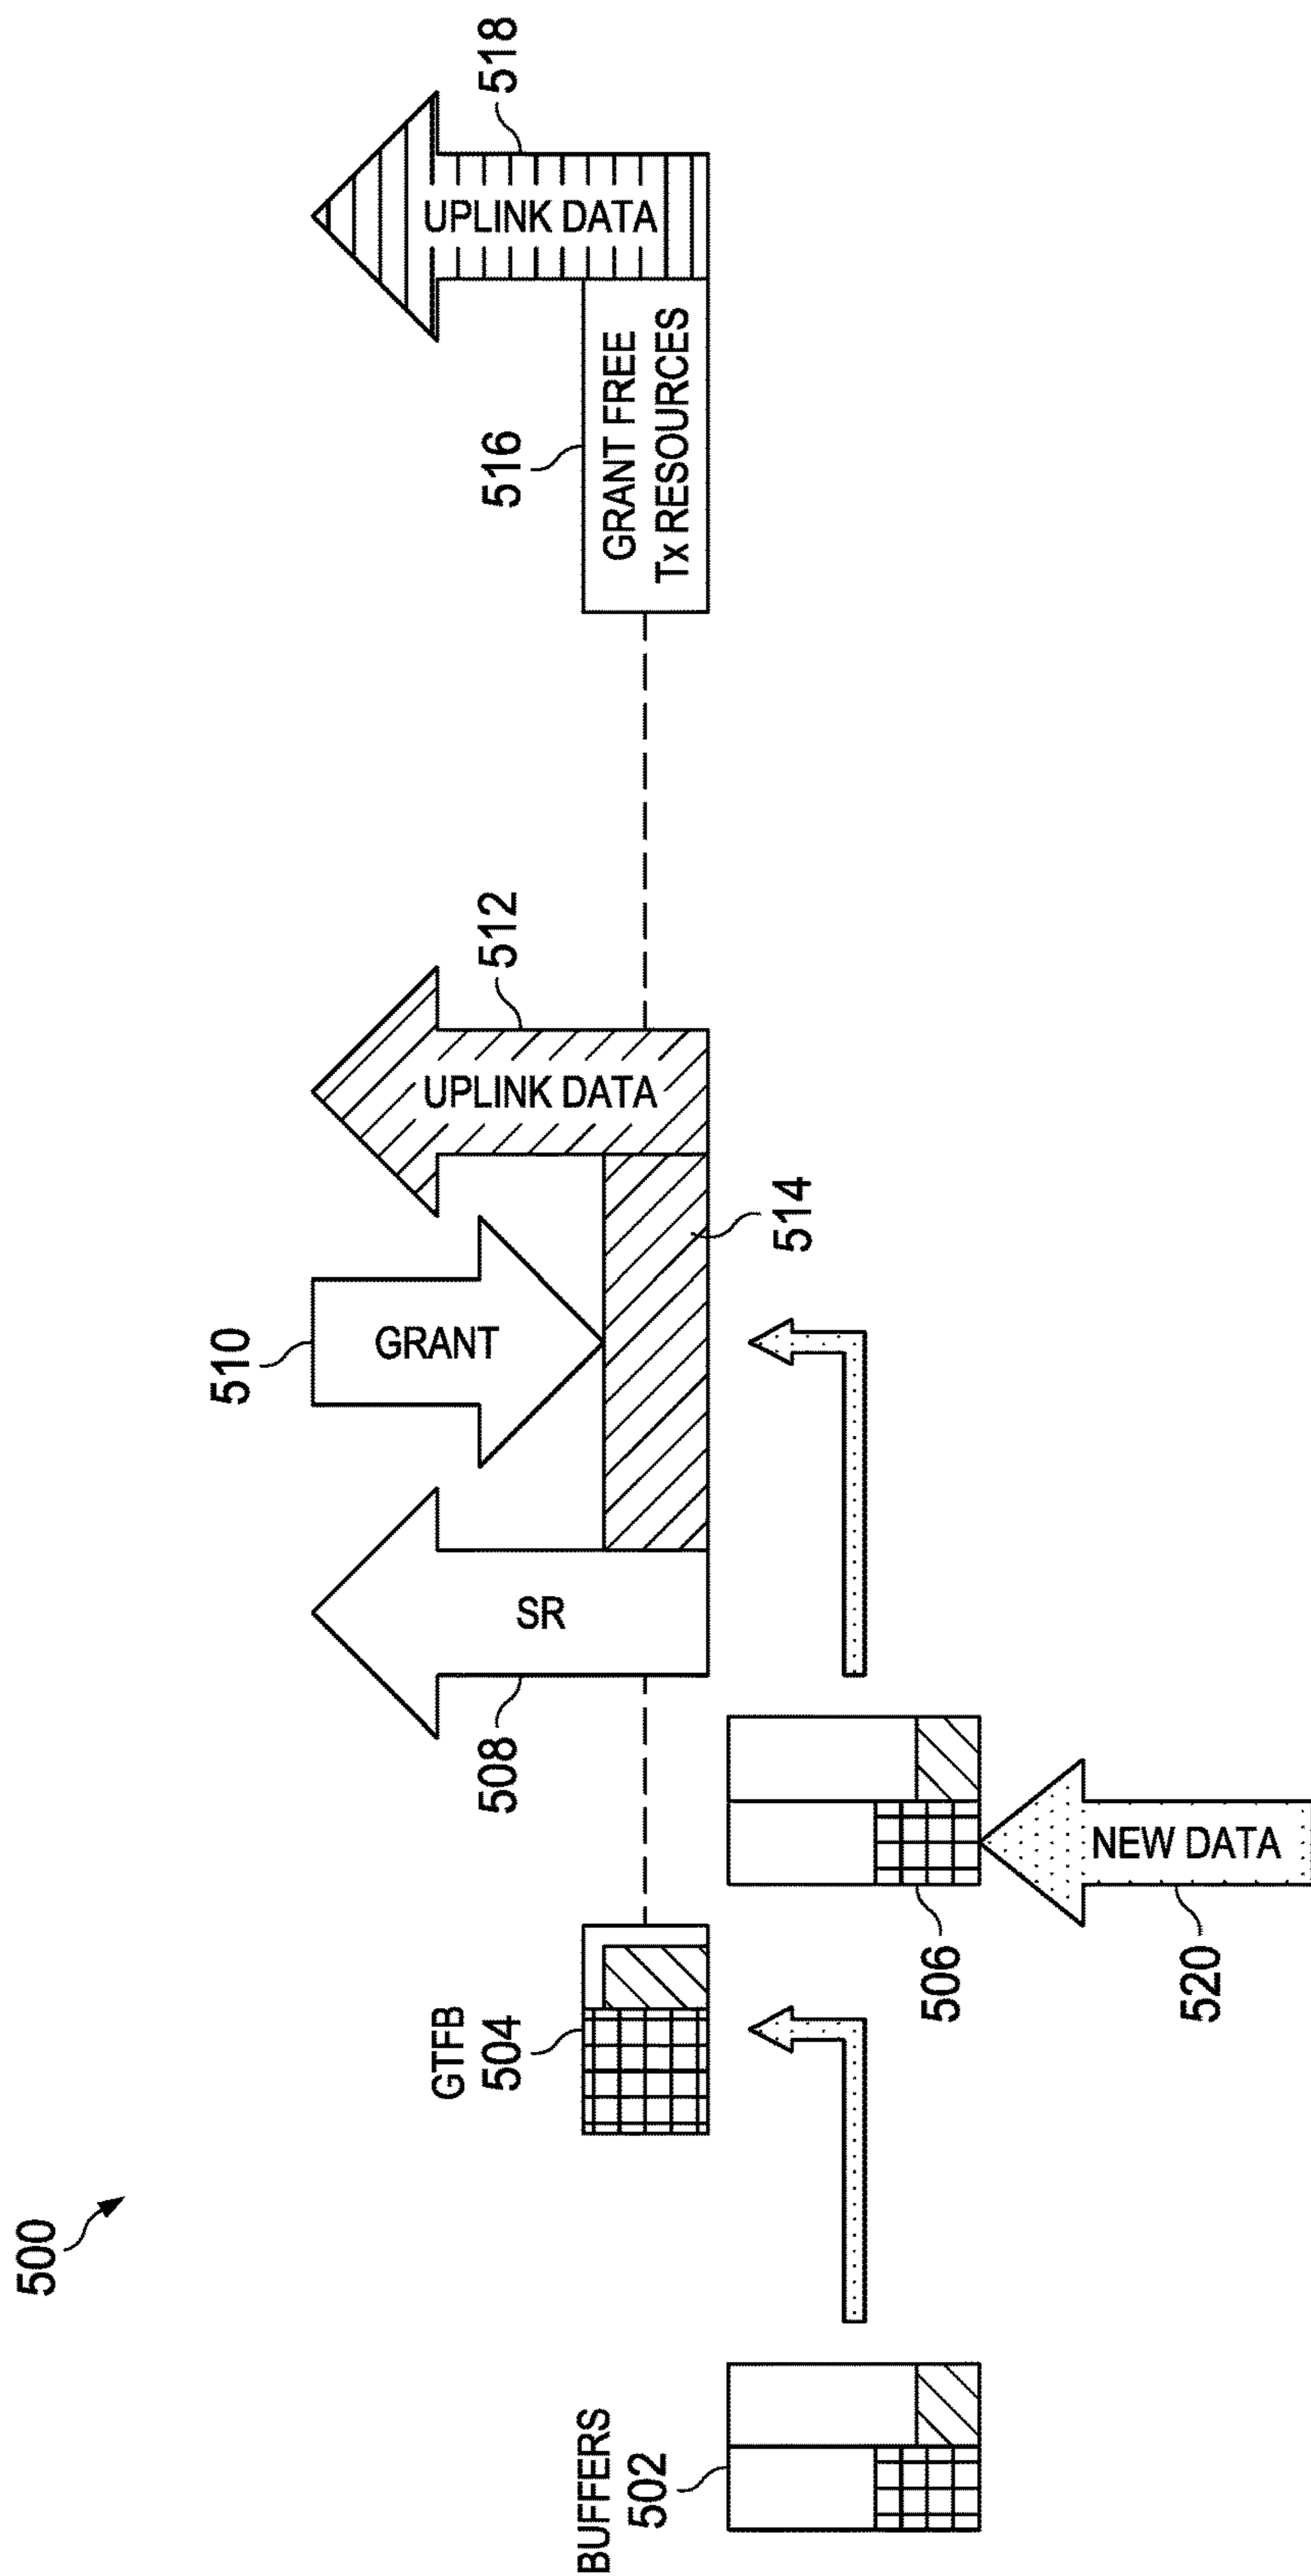 500
BUFFERS
502
GTFB
504
506
NEW DATA
520
508
SR
510
GRANT
514
512
UPLINK DATA
516
GRANT FREE
Tx RESOURCES
518
UPLINK DATA